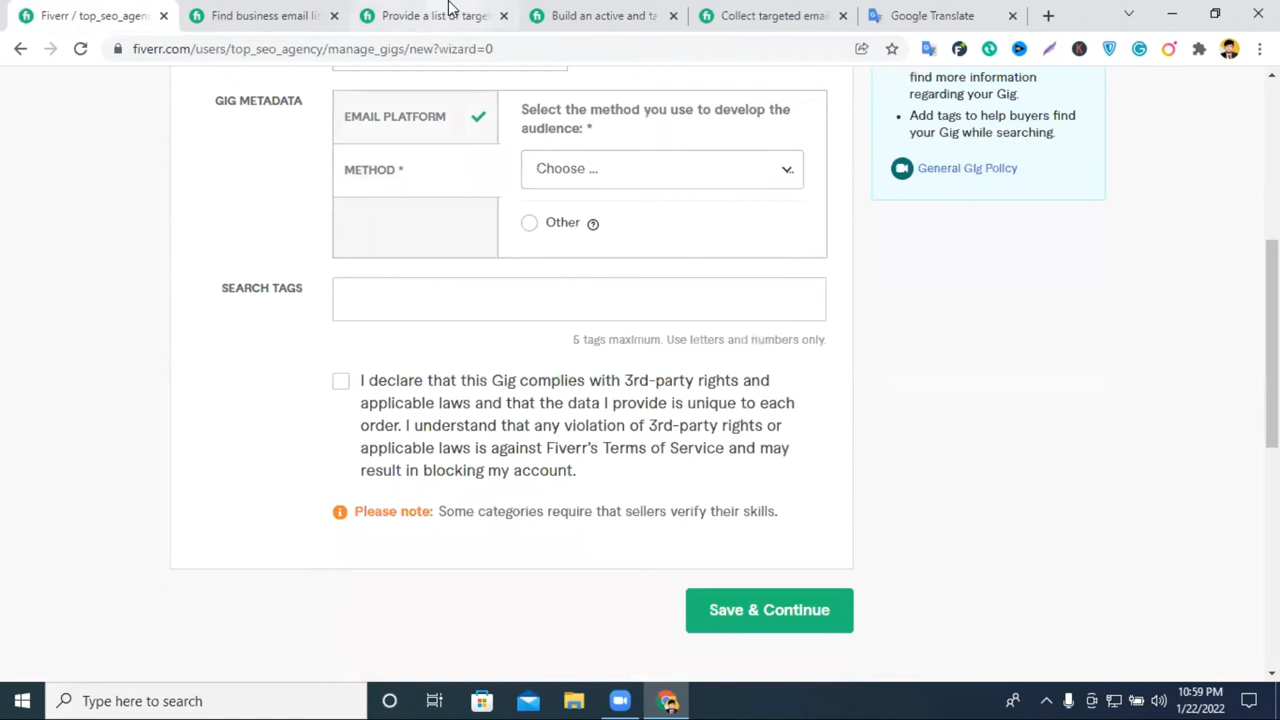 Fiverr / top_seo_agen
Find business email li
Provide a list of targe
Build an active and ta
Collect targeted email
Google Translate
fiverr.com/users/top_seo_agency/manage_gigs/new?wizard=0
GIG METADATA
EMAIL PLATFORM
METHOD *
Select the method you use to develop the
audience: *
Choose ...
Other
find more information
regarding your Gig.
Add tags to help buyers find
your Gig while searching.
General Gig Policy
SEARCH TAGS
5 tags maximum. Use letters and numbers only.
I declare that this Gig complies with 3rd-party rights and
applicable laws and that the data I provide is unique to each
order. I understand that any violation of 3rd-party rights or
applicable laws is against Fiverr's Terms of Service and may
result in blocking my account.
Please note: Some categories require that sellers verify their skills.
Save & Continue
Type here to search
10:59 PM
1/22/2022